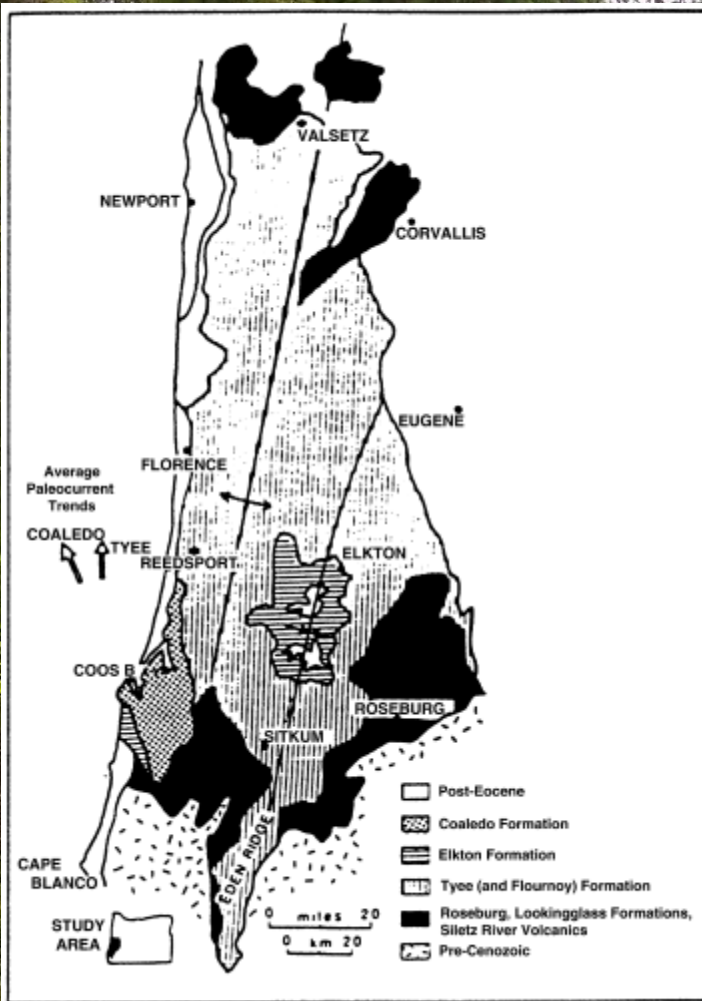 VALSETZ
NEWPORT
CORVALLIS
EUGENE
FLORENCE
Average
Paleocurrent
Trends
COALEDO
TYEE
REEDSPORT
ELKTON
COOS B
ROSEBURG
SITKUM
EDEN RIDGE
CAPE
BLANCO
STUDY
AREA
0 miles 20
0 km 20
Post-Eocene
Coaledo Formation
Elkton Formation
Tyee (and Flournoy) Formation
Roseburg, Lookingglass Formations,
Siletz River Volcanics
Pre-Cenozoic